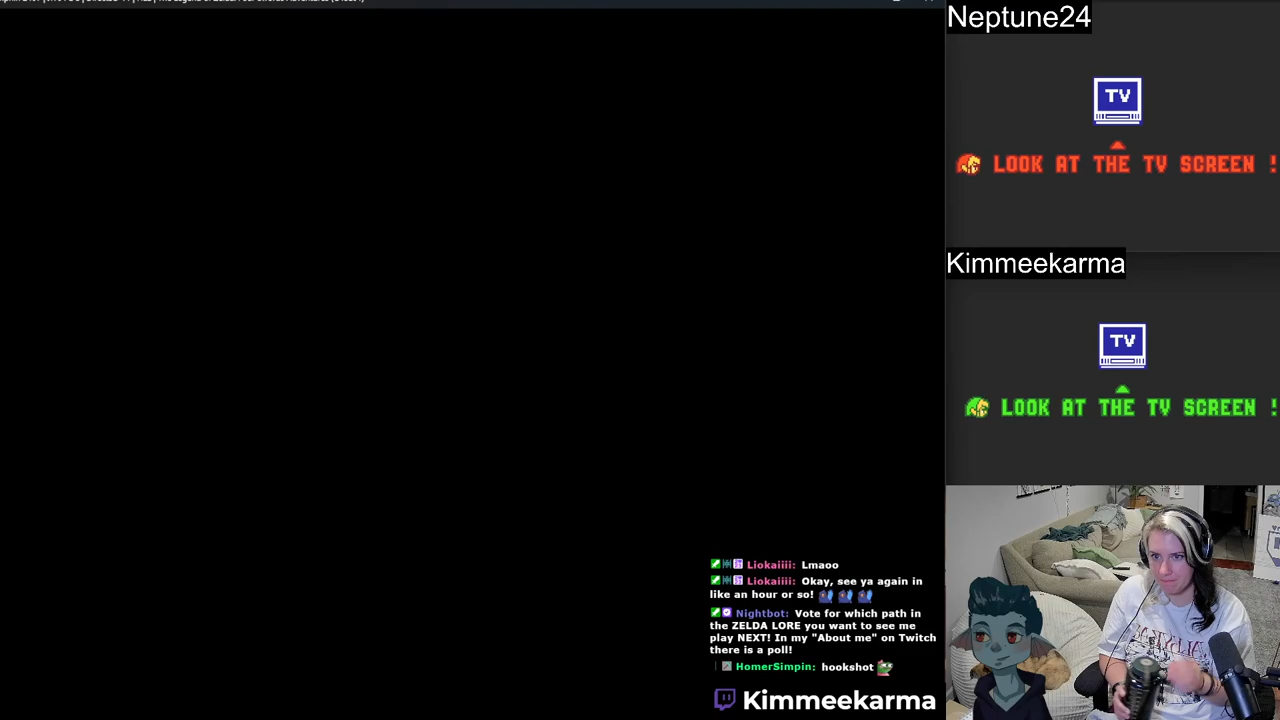 Neptune24
TV
LOOK AT THE TV SCREEN !
Kimmeekarma
TV
LOOK AT THE TV SCREEN !
Liokaiiii: Lmaoo
Liokaiiii: Okay, see ya again in
like an hour or so!
Nightbot: Vote for which path in
the ZELDA LORE you want to see me
play NEXT! In my "About me" on Twitch
there is a poll!
HomerSimpin: hookshot
Kimmeekarma